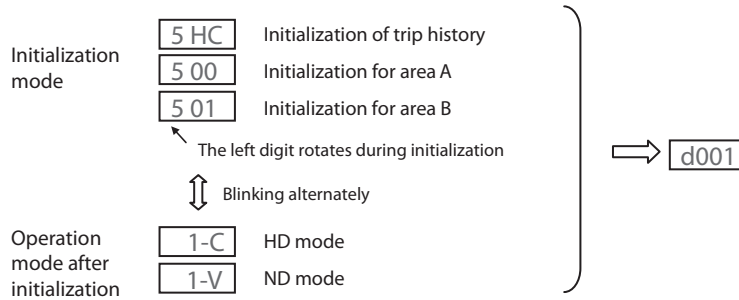 5 HC Initialization of trip history
Initialization
mode
5 00 Initialization for area A
5 01 Initialization for area B
The left digit rotates during initialization
Blinking alternately
d001
Operation
mode after
initialization
1-C HD mode
1-V ND mode